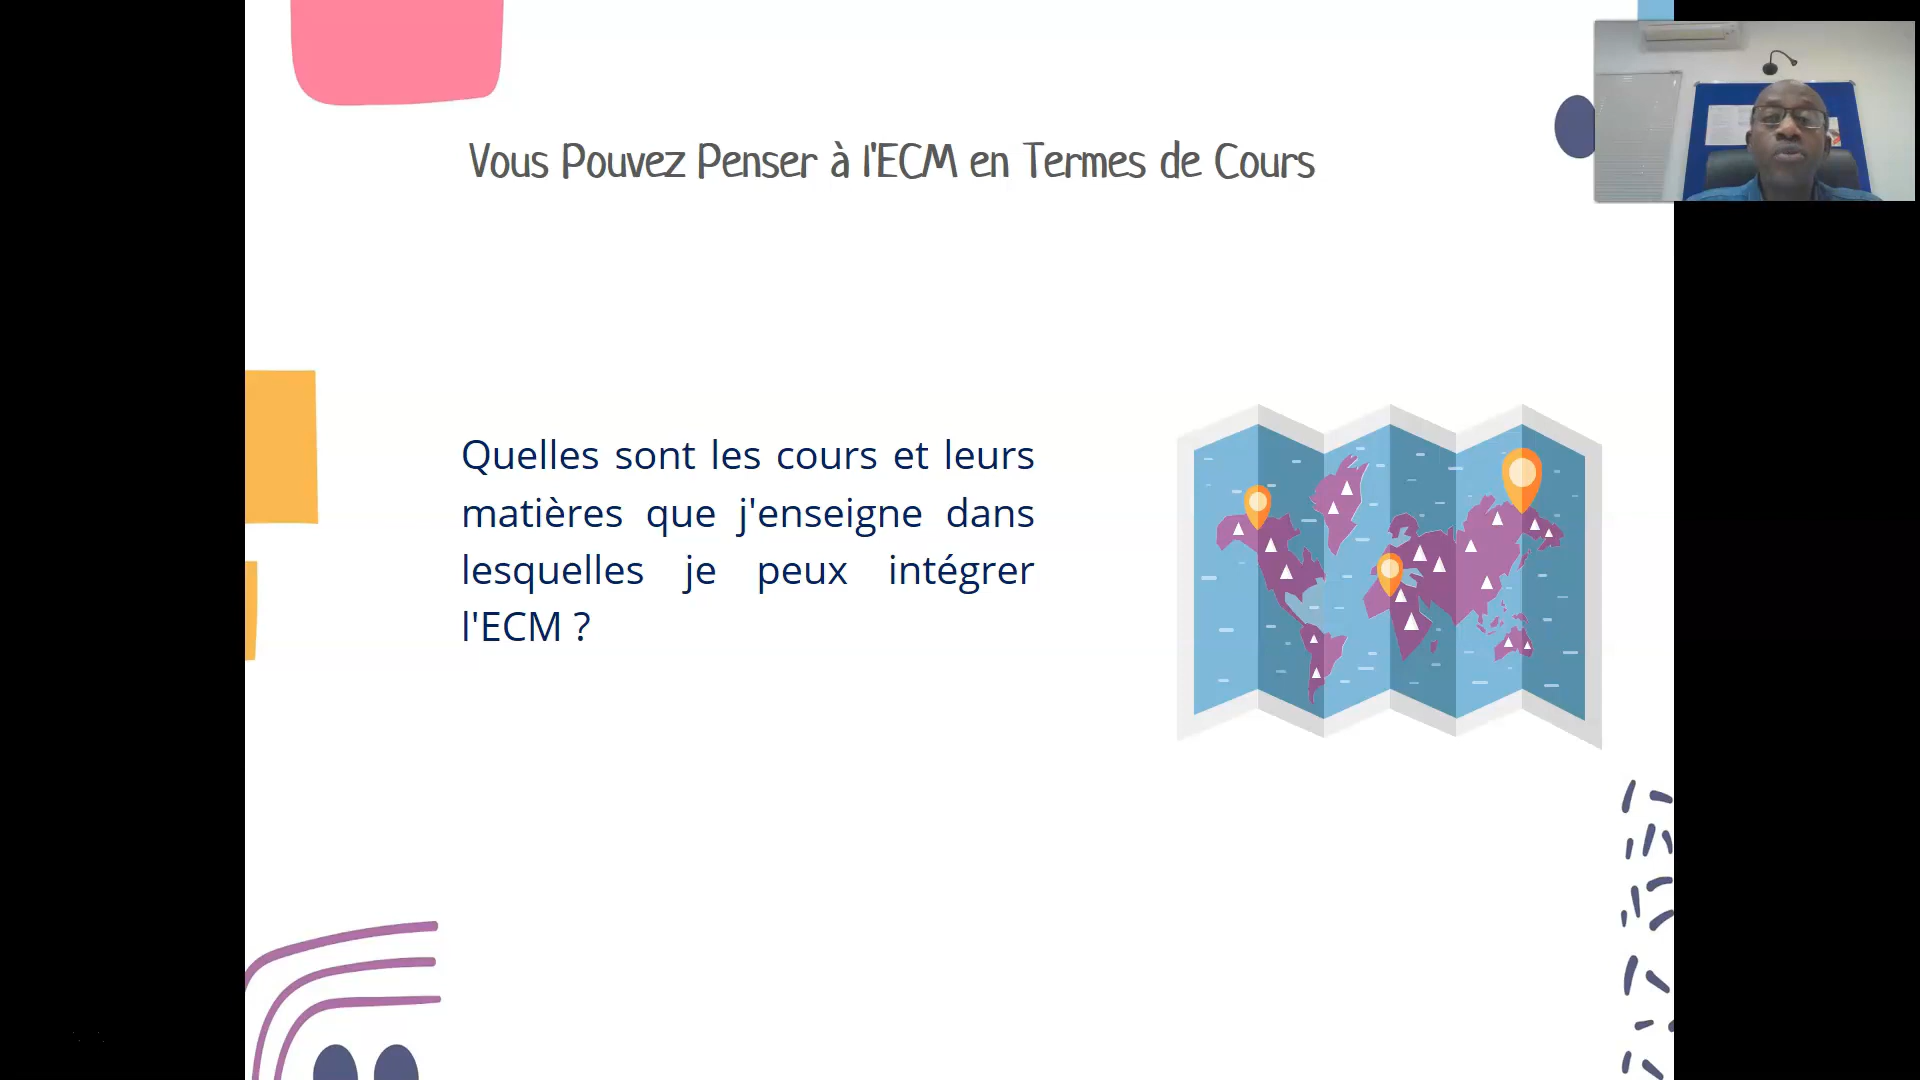 Vous Pouvez Penser à l'ECM en Termes de Cours
Quelles sont les cours et leurs
matières que j'enseigne dans
lesquelles je peux intégrer
l'ECM ?